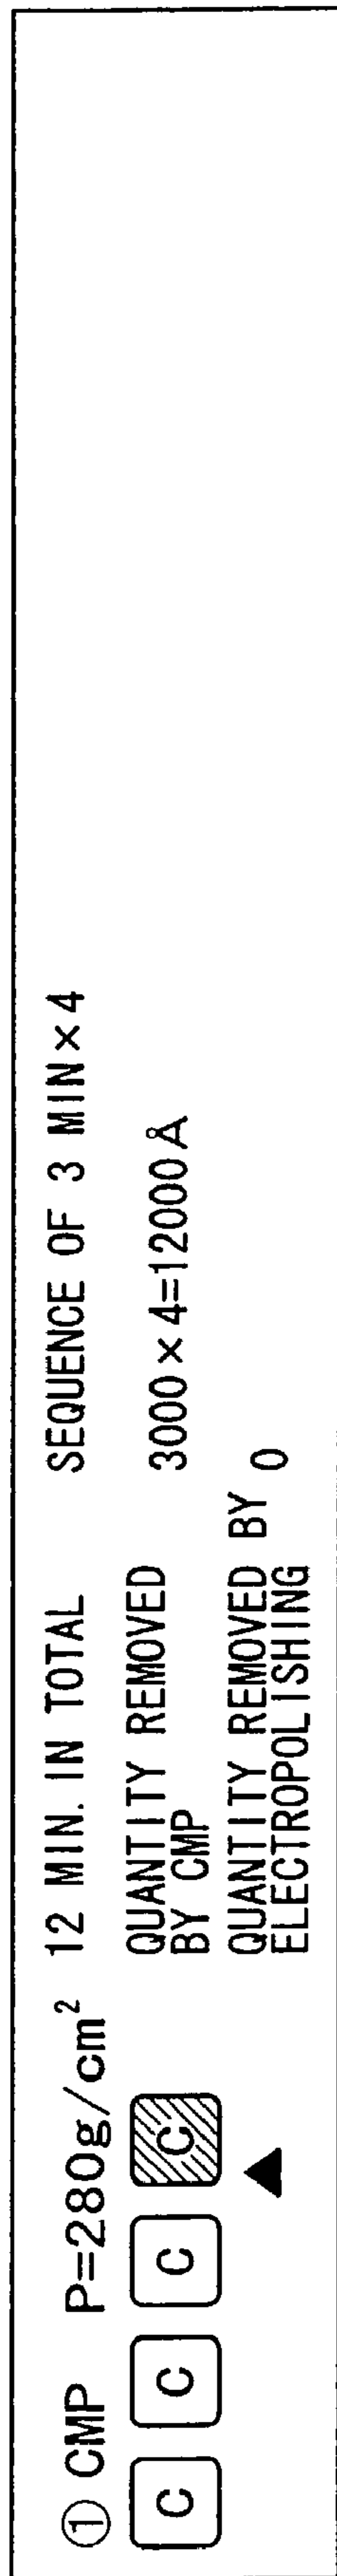 ① CMP P=280g/cm² 12 MIN. IN TOTAL SEQUENCE OF 3 MIN×4
C C C C
QUANTITY REMOVED BY CMP 3000×4=12000Å
QUANTITY REMOVED BY ELECTROPOLISHING 0